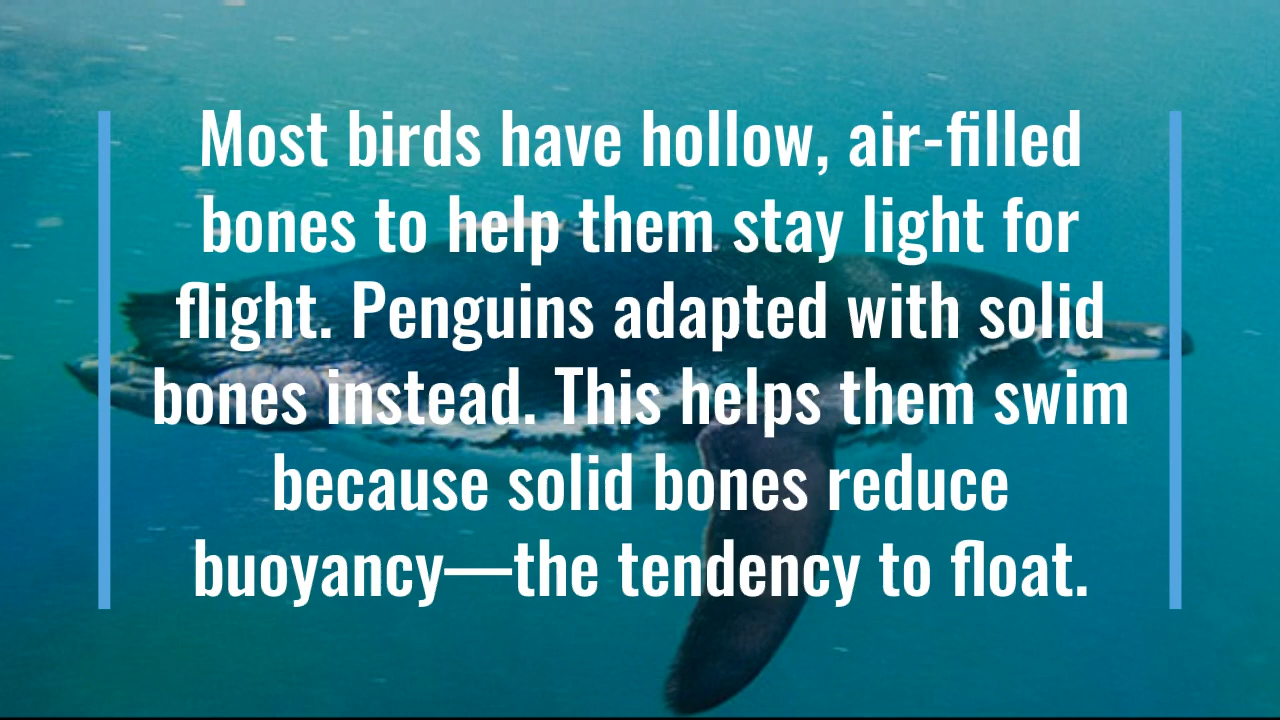 Most birds have hollow, air-filled
bones to help them stay light for
flight. Penguins adapted with solid
bones instead. This helps them swim
because solid bones reduce
buoyancy—the tendency to float.